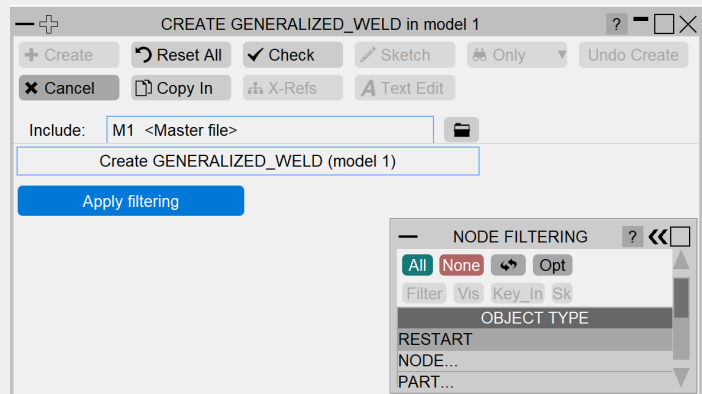 CREATE GENERALIZED_WELD in model 1 ?
Create Reset All Check Sketch Only Undo Create
Cancel Copy In X-Refs Text Edit
Include: M1 <Master file>
Create GENERALIZED_WELD (model 1)
Apply filtering
NODE FILTERING ?
All None Opt
Filter Vis Key_In Sk
OBJECT TYPE
RESTART
NODE...
PART...